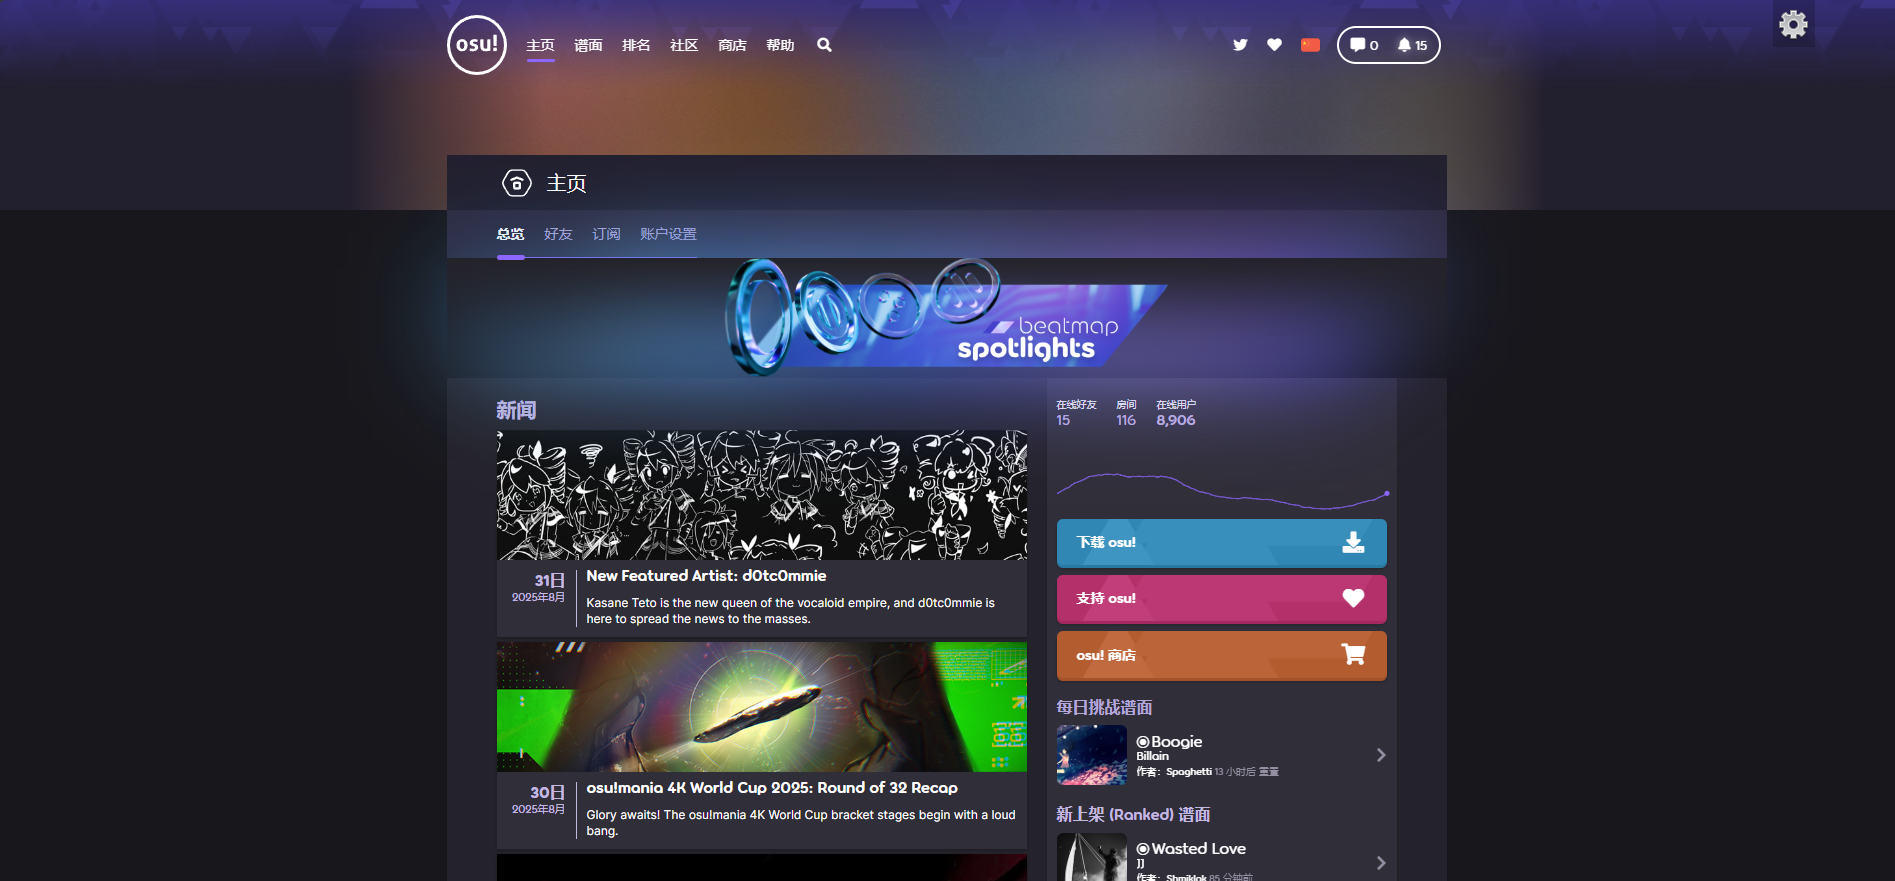 osu!
主页 谱面 排名 社区 商店 帮助
0 15
主页
总览 好友 订阅 账户设置
beatmap
spotlights
新闻
31日
2025年8月
New Featured Artist: d0tc0mmie
Kasane Teto is the new queen of the vocaloid empire, and d0tc0mmie is
here to spread the news to the masses.
30日
2025年8月
osu!mania 4K World Cup 2025: Round of 32 Recap
Glory awaits! The osu!mania 4K World Cup bracket stages begin with a loud
bang.
在线好友 房间 在线用户
15 116 8,906
下载 osu!
支持 osu!
osu! 商店
每日挑战谱面
Boogie
Billain
作者：Spaghetti 13 小时后 重置
新上架 (Ranked) 谱面
Wasted Love
JJ
作者：Shmiklak 85 分钟前